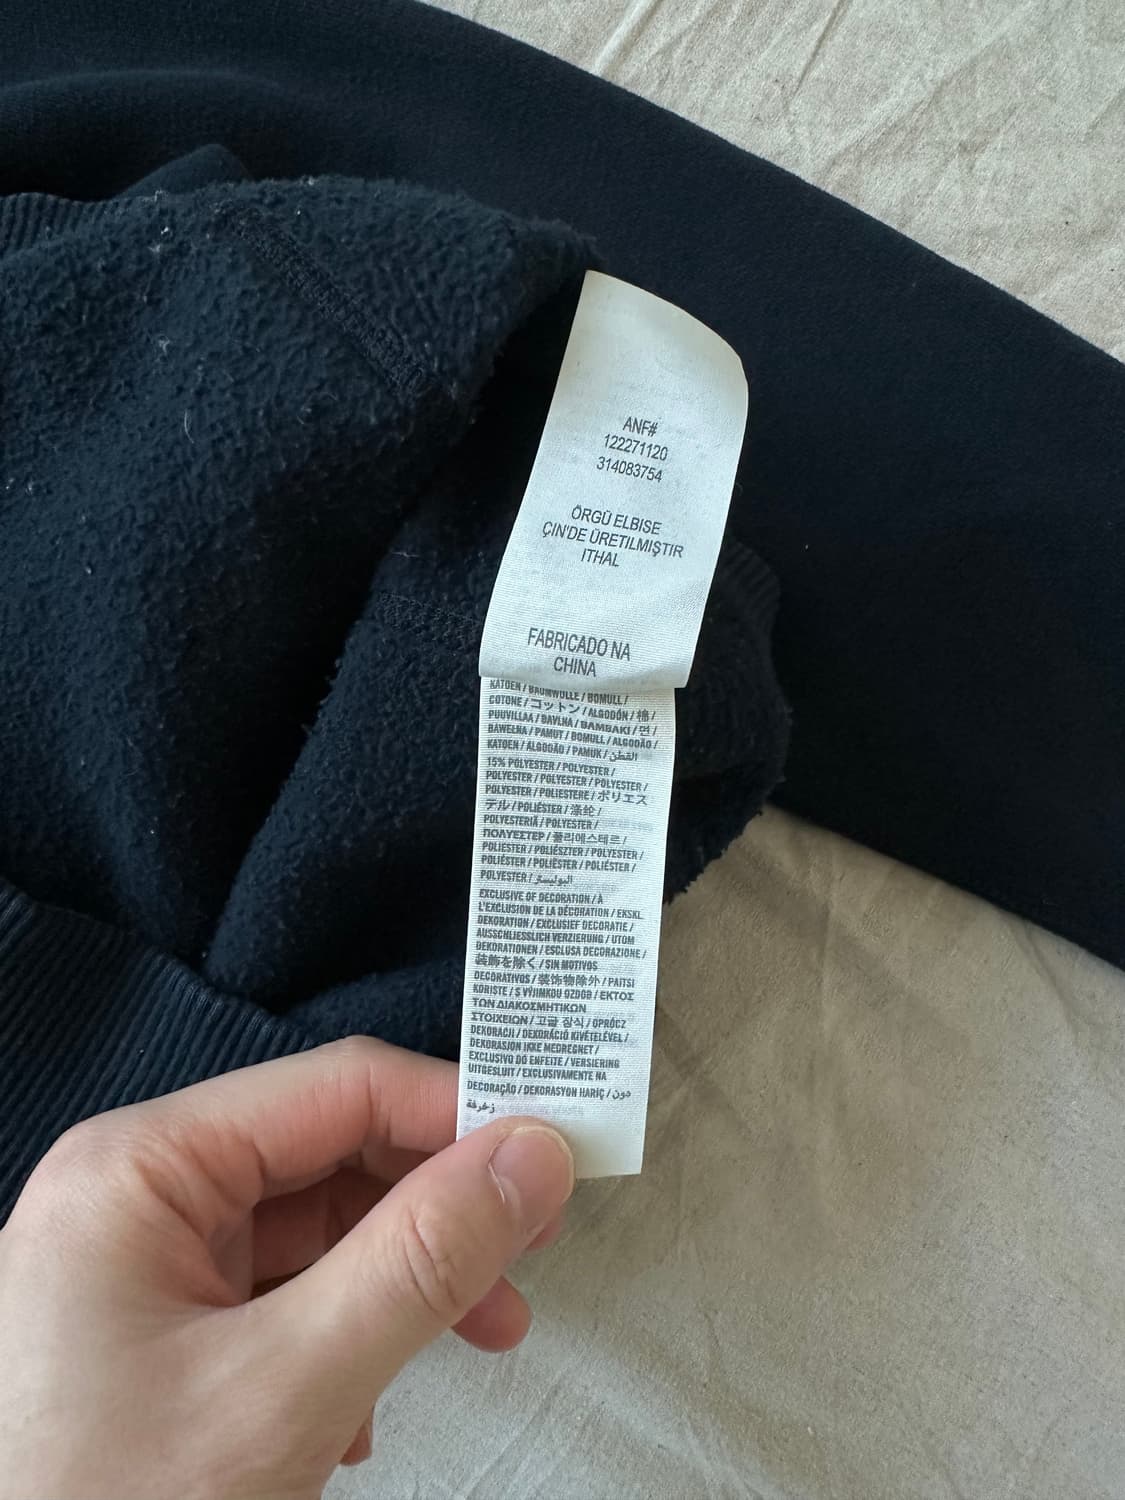 ANF#
122271120
314083754
ÖRGÜ ELBISE
ÇIN'DE ÜRETILMIŞTIR
ITHAL
FABRICADO NA
CHINA
KATOEN / BAUMWOLLE / BOMULL /
COTONE / コットン / ALGODÓN / 棉 /
PUUVILLAA / BAVLNA / ΒΑΜΒΑΚΙ / 면 /
BAWEŁNA / PAMUT / BOMULL / ALGODÃO /
KATOEN / ALGODÃO / PAMUK / القطن
15% POLYESTER / POLYESTER /
POLYESTER / POLYESTER / POLYESTER /
POLYESTER / POLIESTERE / ポリエス
テル / POLIÉSTER / 涤纶 /
POLYESTERIÄ / POLYESTER /
ΠΟΛΥΕΣΤΕΡ / 폴리에스테르 /
POLIESTER / POLIÉSZTER / POLYESTER /
POLIÉSTER / POLIËSTER / POLIÉSTER /
POLYESTER / البوليستر
EXCLUSIVE OF DECORATION / À
L'EXCLUSION DE LA DÉCORATION / EKSKL.
DEKORATION / EXCLUSIEF DECORATIE /
AUSSCHLIESSLICH VERZIERUNG / UTOM
DEKORATIONEN / ESCLUSA DECORAZIONE /
装飾を除く / SIN MOTIVOS
DECORATIVOS / 装饰物除外 / PAITSI
KORISTE / S VÝJIMKOU OZDOB / ΕΚΤΟΣ
ΤΩΝ ΔΙΑΚΟΣΜΗΤΙΚΩΝ
ΣΤΟΙΧΕΙΩΝ / 고글 장식 / OPRÓCZ
DEKORACJI / DEKORÁCIÓ KIVÉTELÉVEL /
DEKORASJON IKKE MEDREGNET /
EXCLUSIVO DO ENFEITE / VERSIERING
UITGESLUIT / EXCLUSIVAMENTE NA
DECORAÇÃO / DEKORASYON HARIÇ / دون
زخرفة